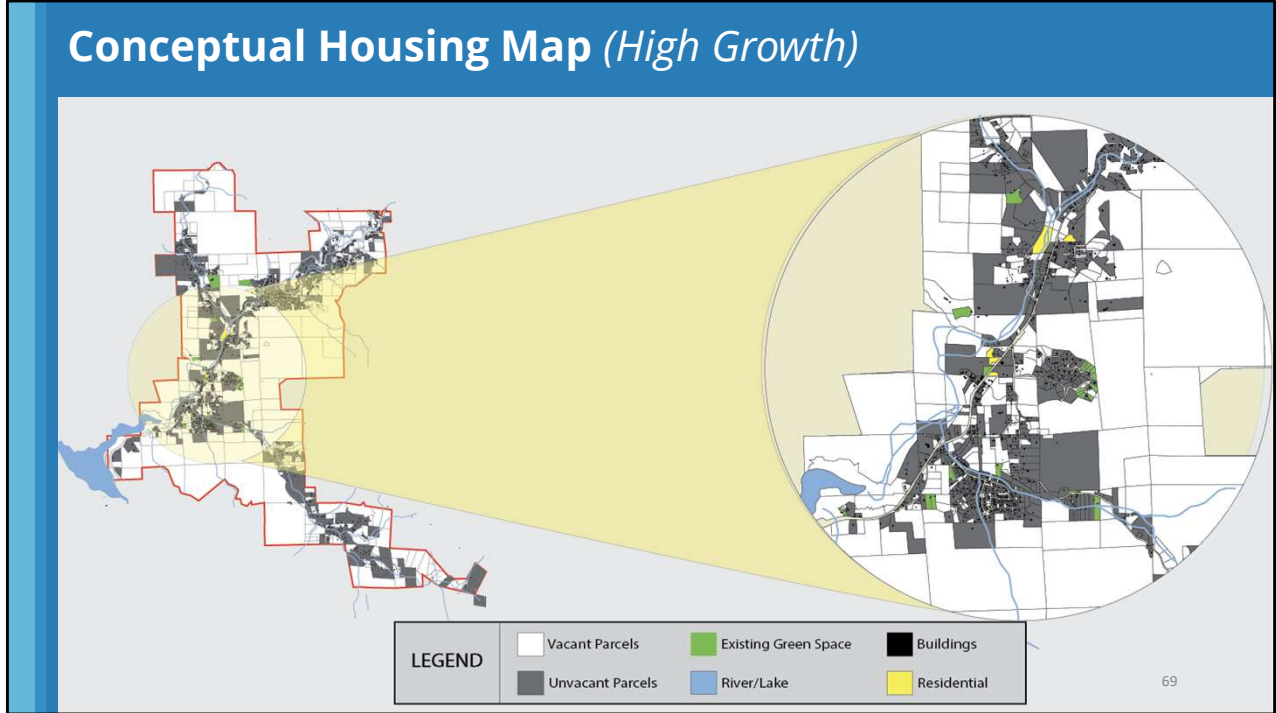 Conceptual Housing Map (High Growth)
LEGEND
Vacant Parcels
Existing Green Space
Buildings
Unvacant Parcels
River/Lake
Residential
69